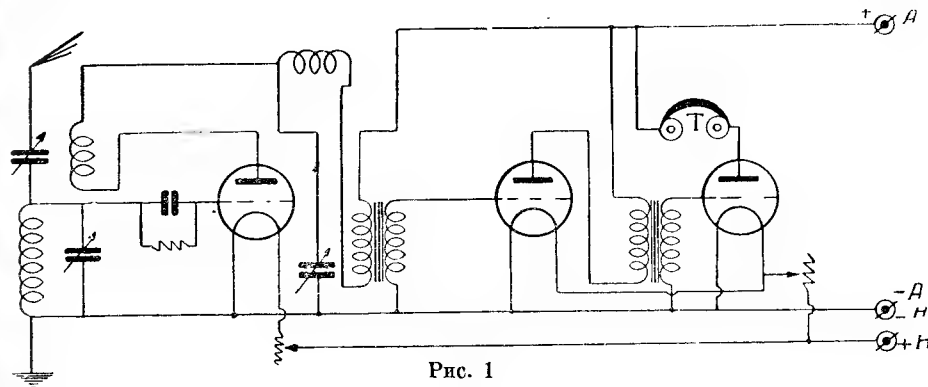 + А
Т
- А
- Н
+ Н
Рис. 1